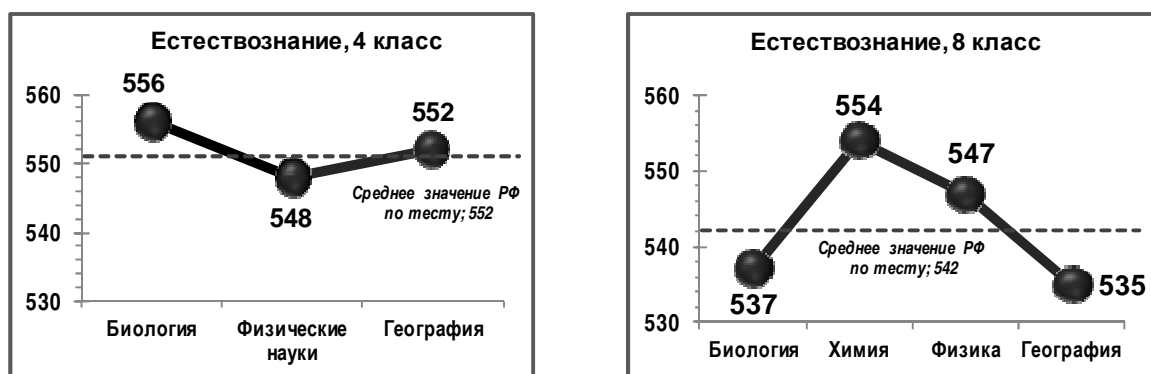 Естествознание, 4 класс
560
550
540
530
556
548
552
Среднее значение РФ
по тесту; 552
Биология
Физические
науки
География
Естествознание, 8 класс
560
550
540
530
537
554
547
535
Среднее значение РФ
по тесту; 542
Биология
Химия
Физика
География